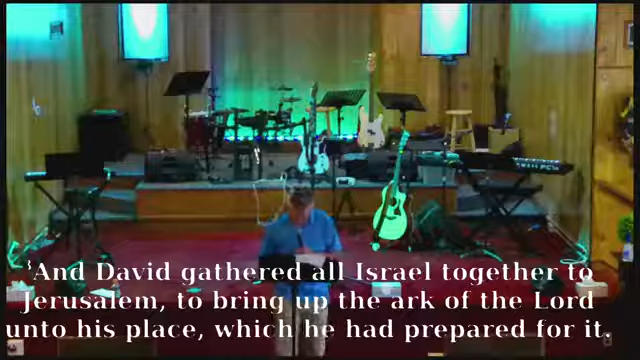 ³And David gathered all Israel together to
Jerusalem, to bring up the ark of the Lord
unto his place, which he had prepared for it.